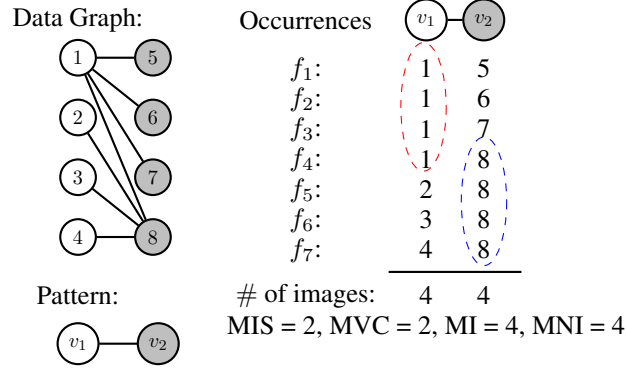 Data Graph:
1 5
2 6
3 7
4 8
Pattern:
v₁ v₂
Occurrences v₁ v₂
f₁: 1 5
f₂: 1 6
f₃: 1 7
f₄: 1 8
f₅: 2 8
f₆: 3 8
f₇: 4 8
# of images: 4 4
MIS = 2, MVC = 2, MI = 4, MNI = 4